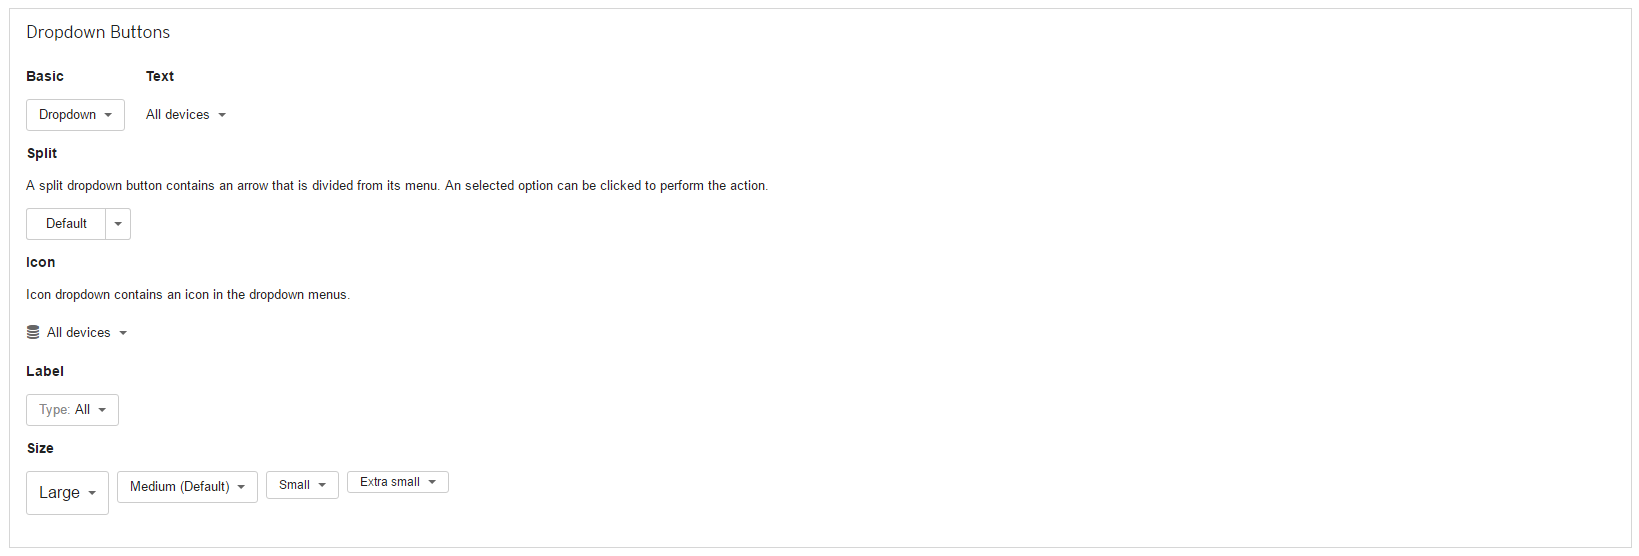 Dropdown Buttons
Basic Text
Dropdown All devices
Split
A split dropdown button contains an arrow that is divided from its menu. An selected option can be clicked to perform the action.
Default
Icon
Icon dropdown contains an icon in the dropdown menus.
All devices
Label
Type: All
Size
Large Medium (Default) Small Extra small